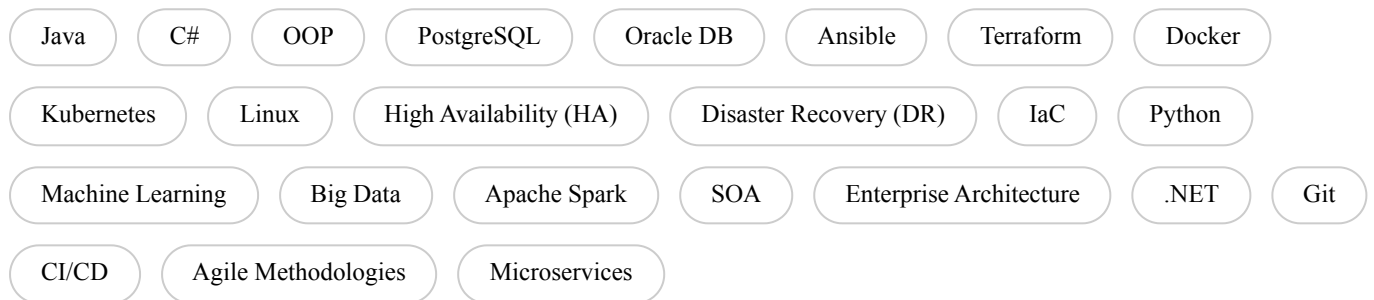 Java C# OOP PostgreSQL Oracle DB Ansible Terraform Docker
Kubernetes Linux High Availability (HA) Disaster Recovery (DR) IaC Python
Machine Learning Big Data Apache Spark SOA Enterprise Architecture .NET Git
CI/CD Agile Methodologies Microservices